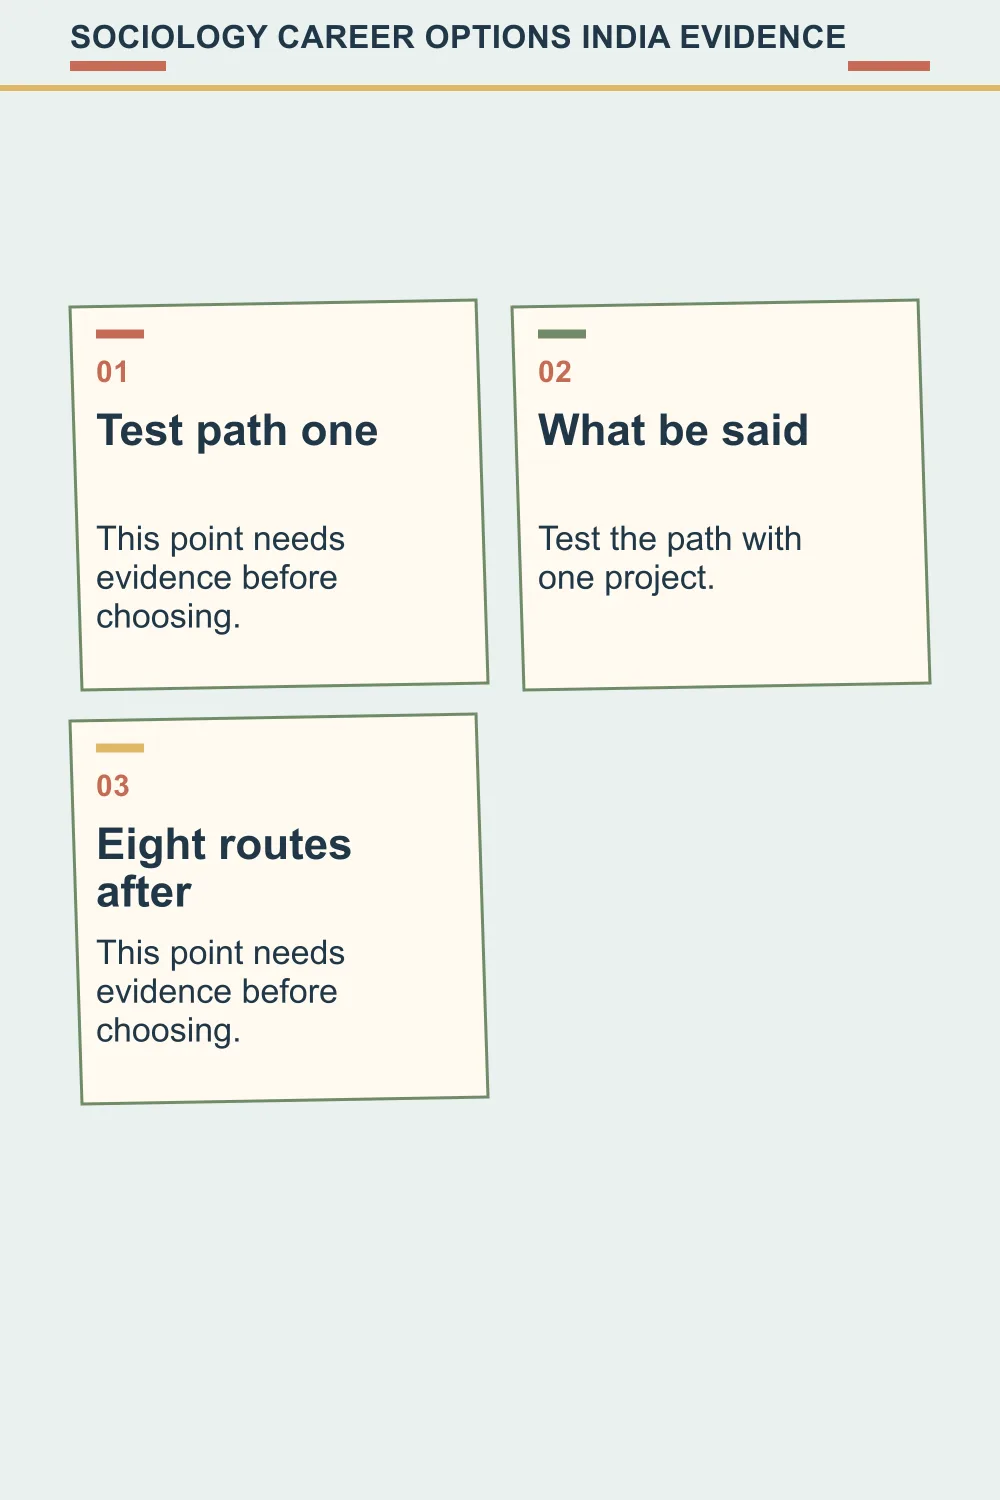 SOCIOLOGY CAREER OPTIONS INDIA EVIDENCE
01
Test path one
This point needs
evidence before
choosing.
02
What be said
Test the path with
one project.
03
Eight routes
after
This point needs
evidence before
choosing.